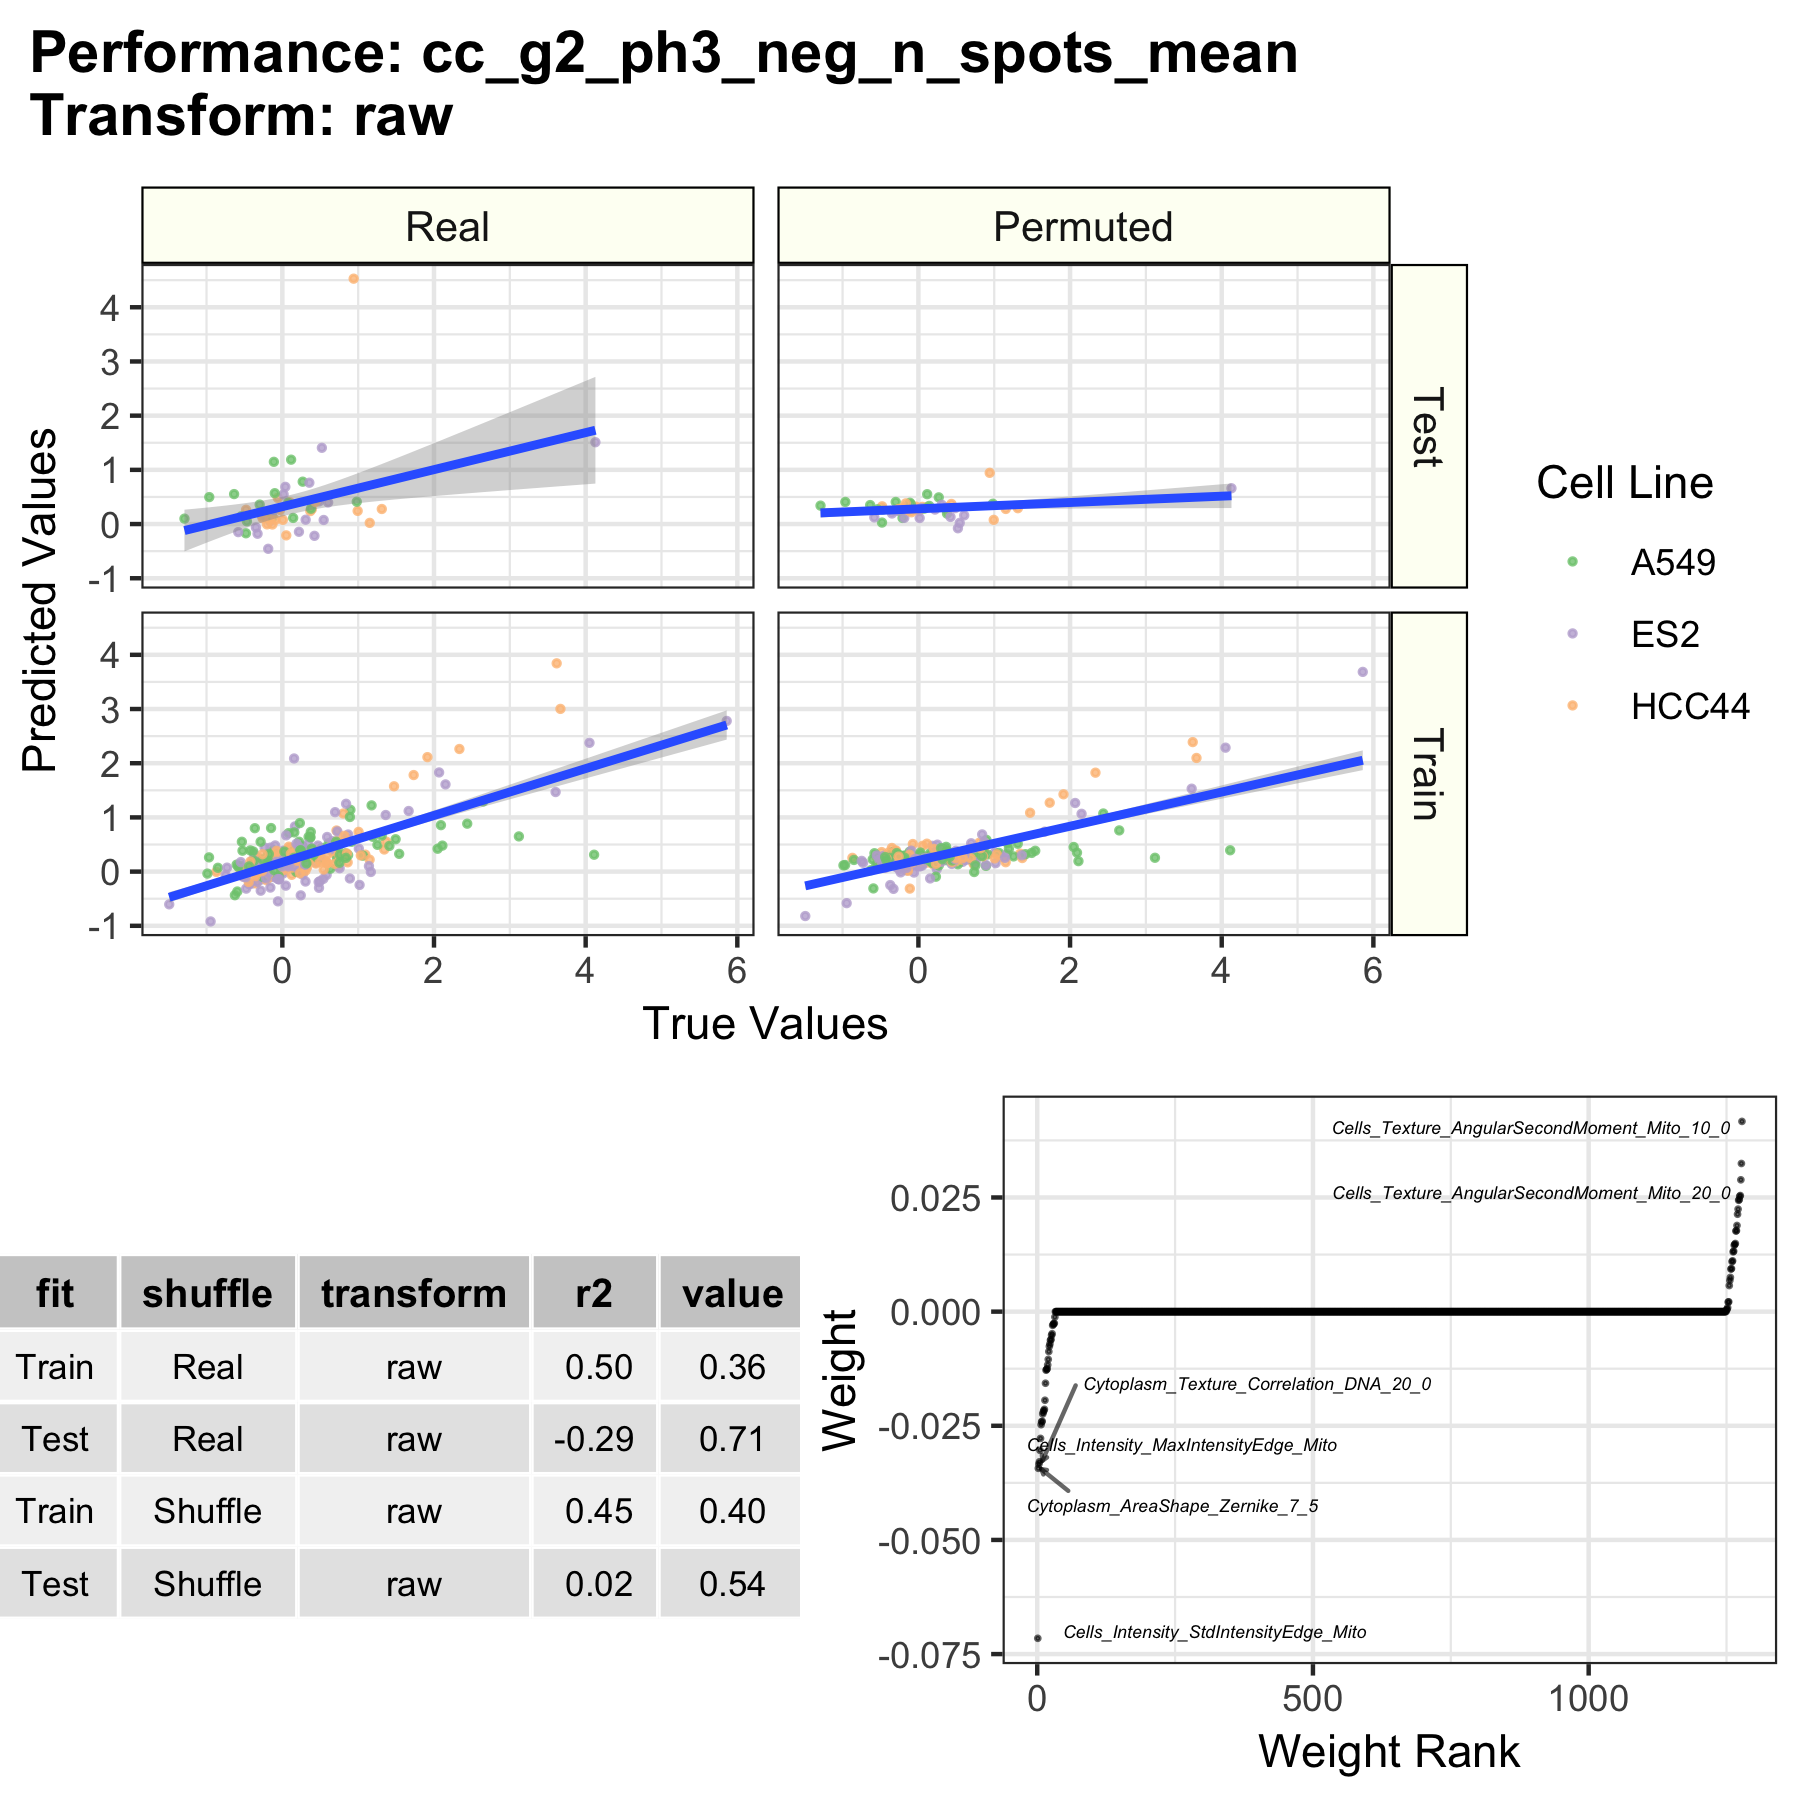 Performance: cc_g2_ph3_neg_n_spots_mean
Transform: raw
Real
Permuted
4
3
2
1
0
-1
Test
4
3
2
1
0
-1
Train
Predicted Values
0
2
4
6
0
2
4
6
True Values
Cell Line
A549
ES2
HCC44
fit shuffle transform r2 value
Train Real raw 0.50 0.36
Test Real raw -0.29 0.71
Train Shuffle raw 0.45 0.40
Test Shuffle raw 0.02 0.54
Weight
0.025
0.000
-0.025
-0.050
-0.075
Cells_Texture_AngularSecondMoment_Mito_10_0
Cells_Texture_AngularSecondMoment_Mito_20_0
Cytoplasm_Texture_Correlation_DNA_20_0
Cells_Intensity_MaxIntensityEdge_Mito
Cytoplasm_AreaShape_Zernike_7_5
Cells_Intensity_StdIntensityEdge_Mito
0
500
1000
Weight Rank